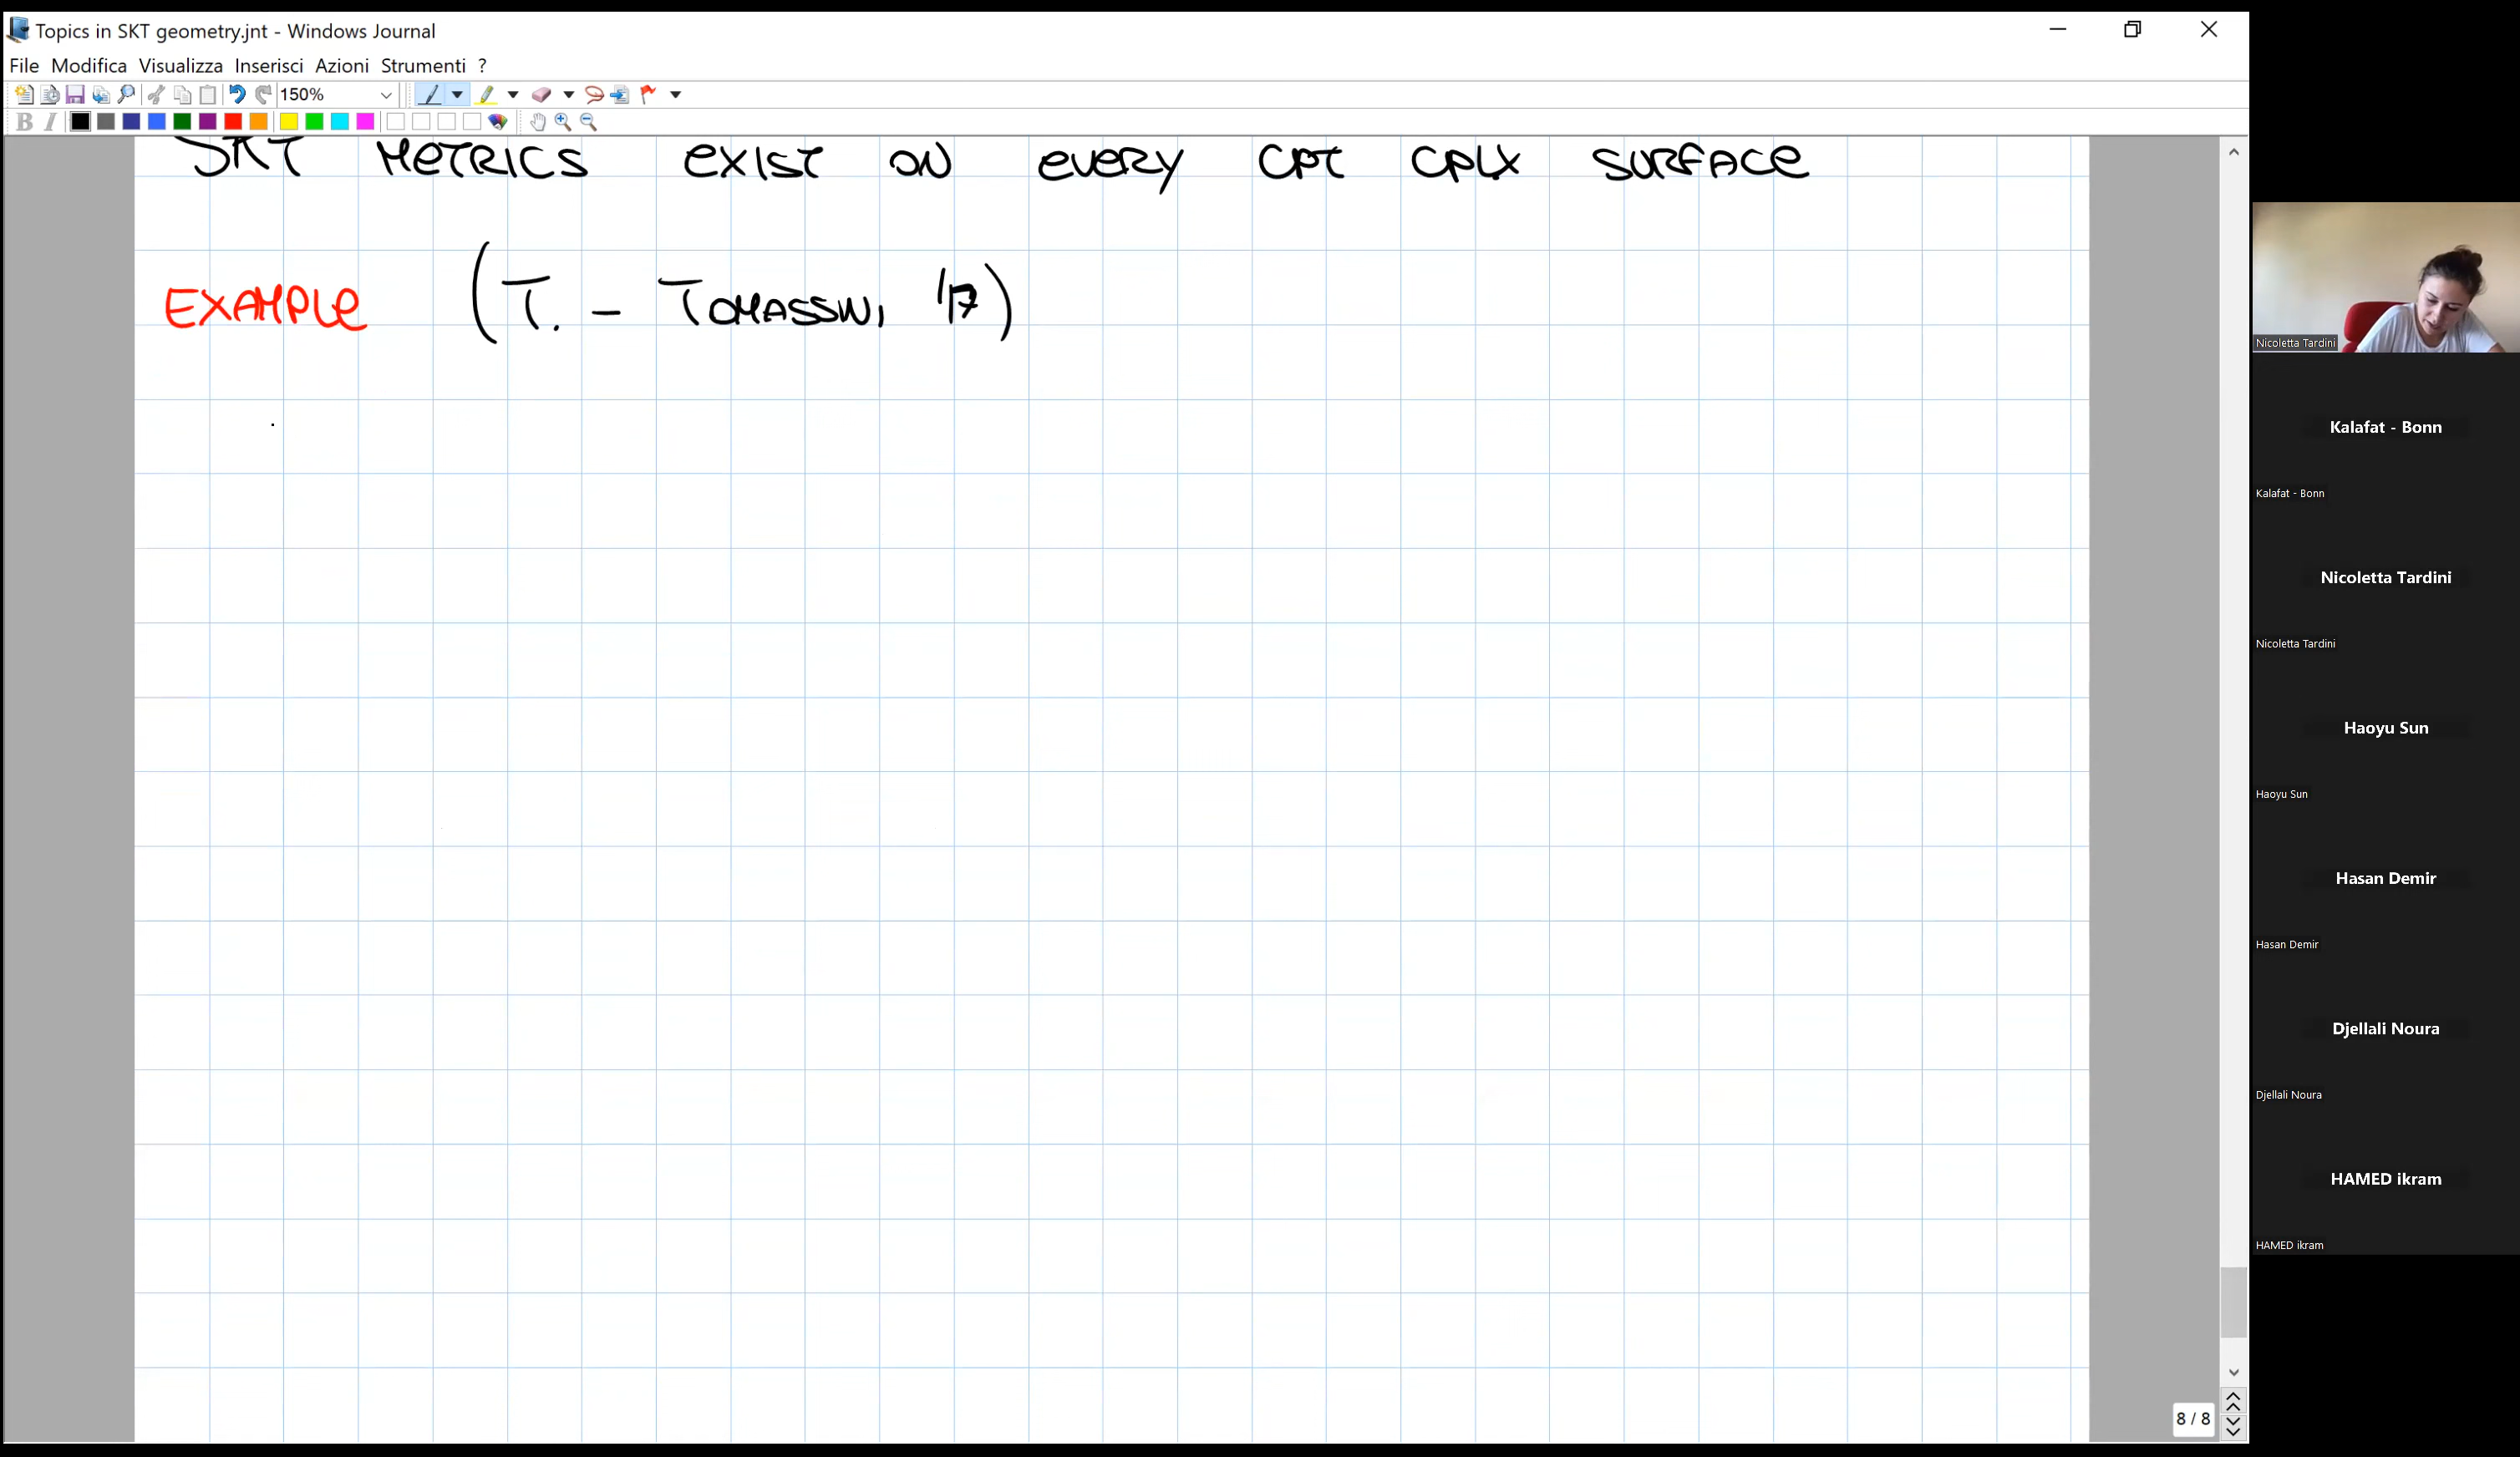 Topics in SKT geometry.jnt - Windows Journal
File Modifica Visualizza Inserisci Azioni Strumenti ?
150%
B I
SKT METRICS EXIST ON EVERY CPT CPLX SURFACE
EXAMPLE (T. - TOMASSINI '17)
Nicoletta Tardini
Kalafat - Bonn
Kalafat - Bonn
Nicoletta Tardini
Nicoletta Tardini
Haoyu Sun
Haoyu Sun
Hasan Demir
Hasan Demir
Djellali Noura
Djellali Noura
HAMED ikram
HAMED ikram
8 / 8